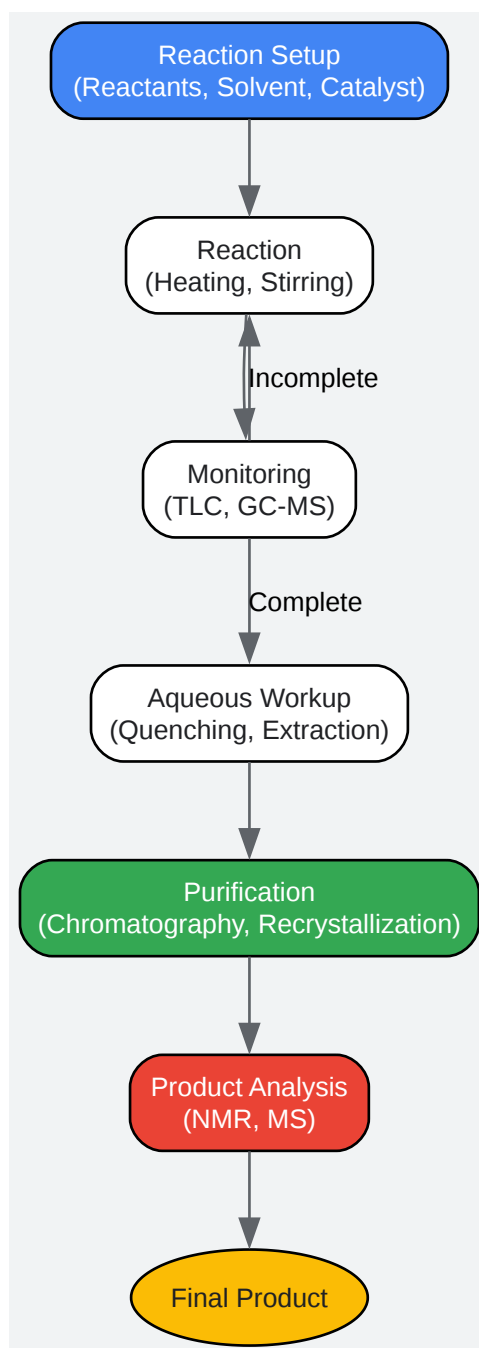 Reaction Setup
(Reactants, Solvent, Catalyst)
Reaction
(Heating, Stirring)
Incomplete
Monitoring
(TLC, GC-MS)
Complete
Aqueous Workup
(Quenching, Extraction)
Purification
(Chromatography, Recrystallization)
Product Analysis
(NMR, MS)
Final Product